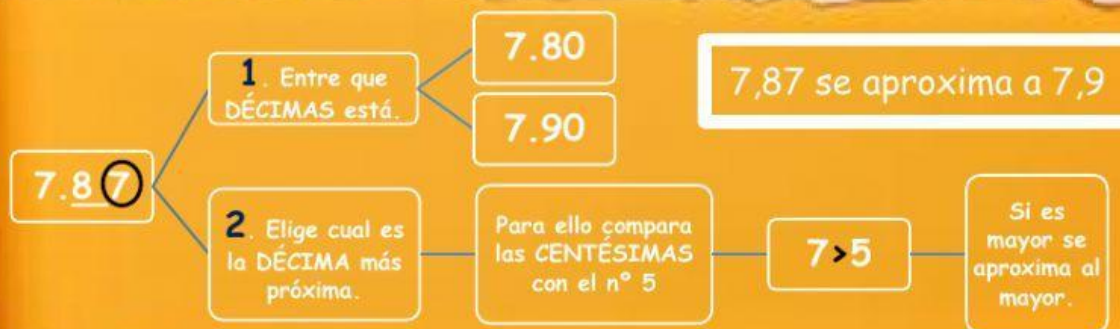 7.80
1. Entre que
DÉCIMAS está.
7,87 se aproxima a 7,9
7.90
7.87
2. Elige cual es
la DÉCIMA más
próxima.
Para ello compara
las CENTÉSIMAS
con el nº 5
7>5
Si es
mayor se
aproxima al
mayor.